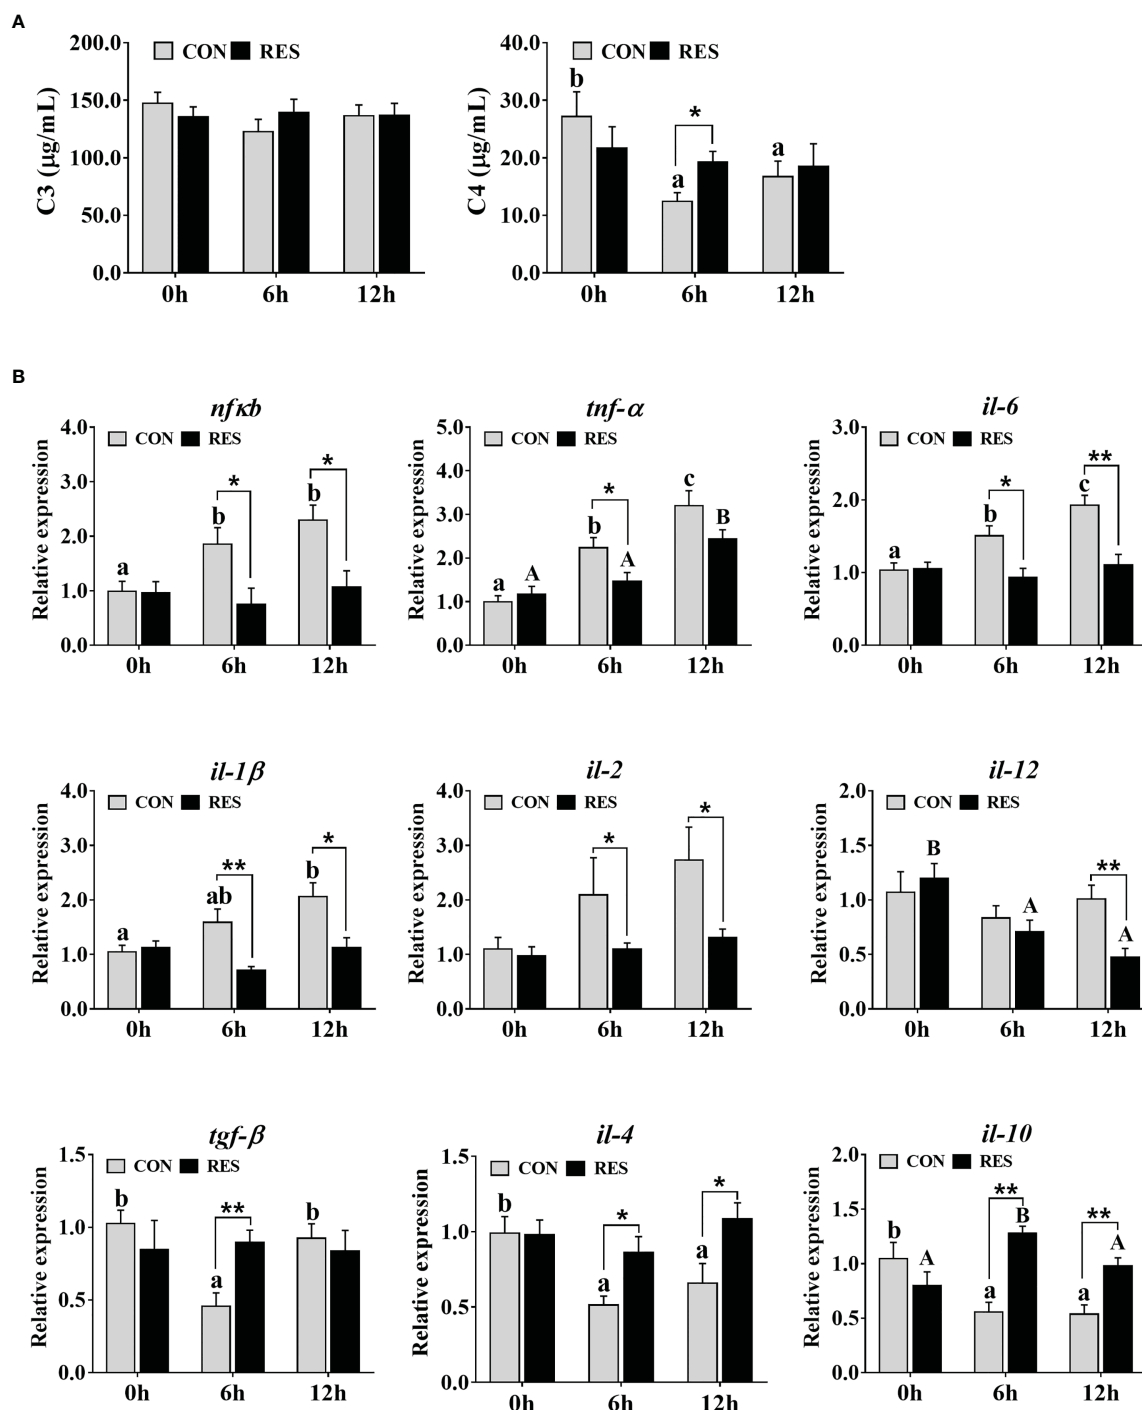 A
200.0
150.0
100.0
50.0
0.0
C3 (μg/mL)
CON RES
0h 6h 12h
40.0
30.0
20.0
10.0
0.0
C4 (μg/mL)
CON RES
b
a
*
a
0h 6h 12h
B
nfκb
4.0
3.0
2.0
1.0
0.0
Relative expression
CON RES
a
b
*
b
*
0h 6h 12h
tnf-α
5.0
4.0
3.0
2.0
1.0
0.0
Relative expression
CON RES
a A
b
*
A
c
B
0h 6h 12h
il-6
3.0
2.0
1.0
0.0
Relative expression
CON RES
a
b
*
c
**
0h 6h 12h
il-1β
4.0
3.0
2.0
1.0
0.0
Relative expression
CON RES
a
ab
**
b
*
0h 6h 12h
il-2
4.0
3.0
2.0
1.0
0.0
Relative expression
CON RES
*
*
0h 6h 12h
il-12
2.0
1.5
1.0
0.5
0.0
Relative expression
CON RES
B
A
**
A
0h 6h 12h
tgf-β
1.5
1.0
0.5
0.0
Relative expression
CON RES
b
a
**
b
0h 6h 12h
il-4
1.5
1.0
0.5
0.0
Relative expression
CON RES
b
a
*
a
*
0h 6h 12h
il-10
2.0
1.5
1.0
0.5
0.0
Relative expression
CON RES
b
A
a
**
B
a
**
A
0h 6h 12h